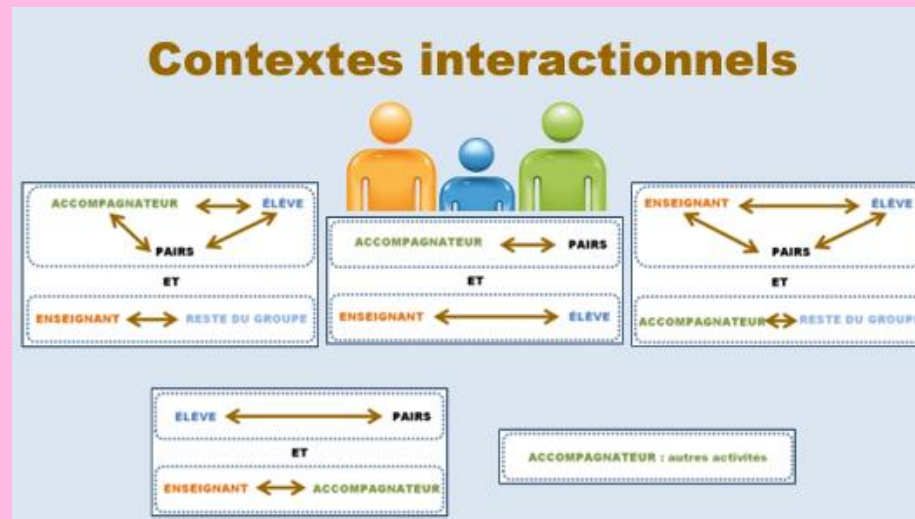 Contextes interactionnels
ACCOMPAGNATEUR ÉLÈVE
PAIRS
ET
ENSEIGNANT RESTE DU GROUPE
ACCOMPAGNATEUR PAIRS
ET
ENSEIGNANT ÉLÈVE
ENSEIGNANT ÉLÈVE
PAIRS
ET
ACCOMPAGNATEUR RESTE DU GROUPE
ÉLÈVE PAIRS
ET
ENSEIGNANT ACCOMPAGNATEUR
ACCOMPAGNATEUR : autres activités